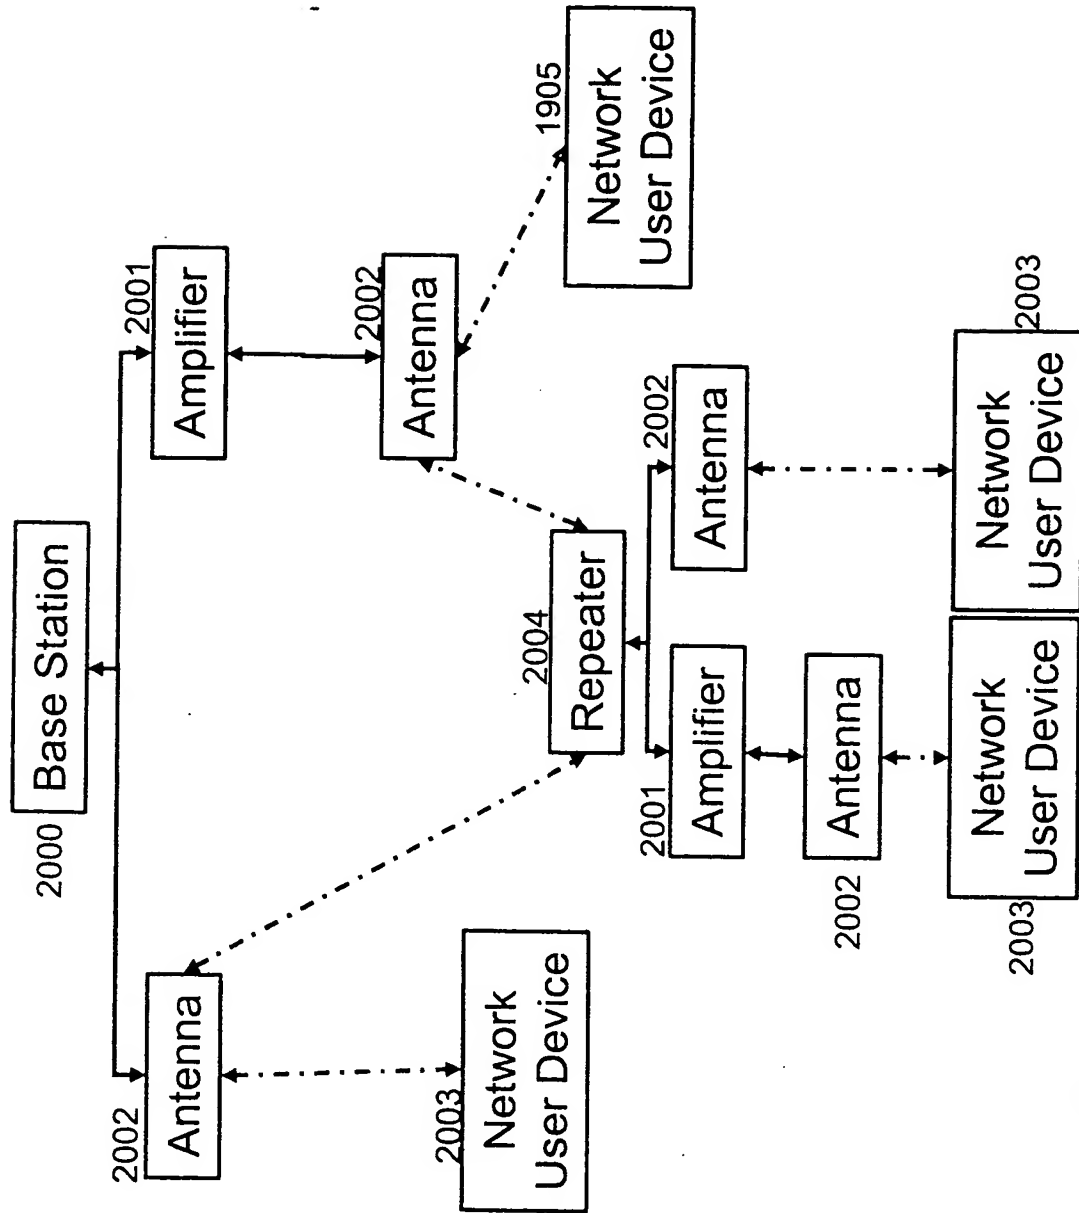 2000
Base Station
2002
Antenna
2001
Amplifier
2002
Antenna
2003
Network
User Device
2004
Repeater
1905
Network
User Device
2001
Amplifier
2002
Antenna
2002
Antenna
2003
Network
User Device
Network
User Device
2003